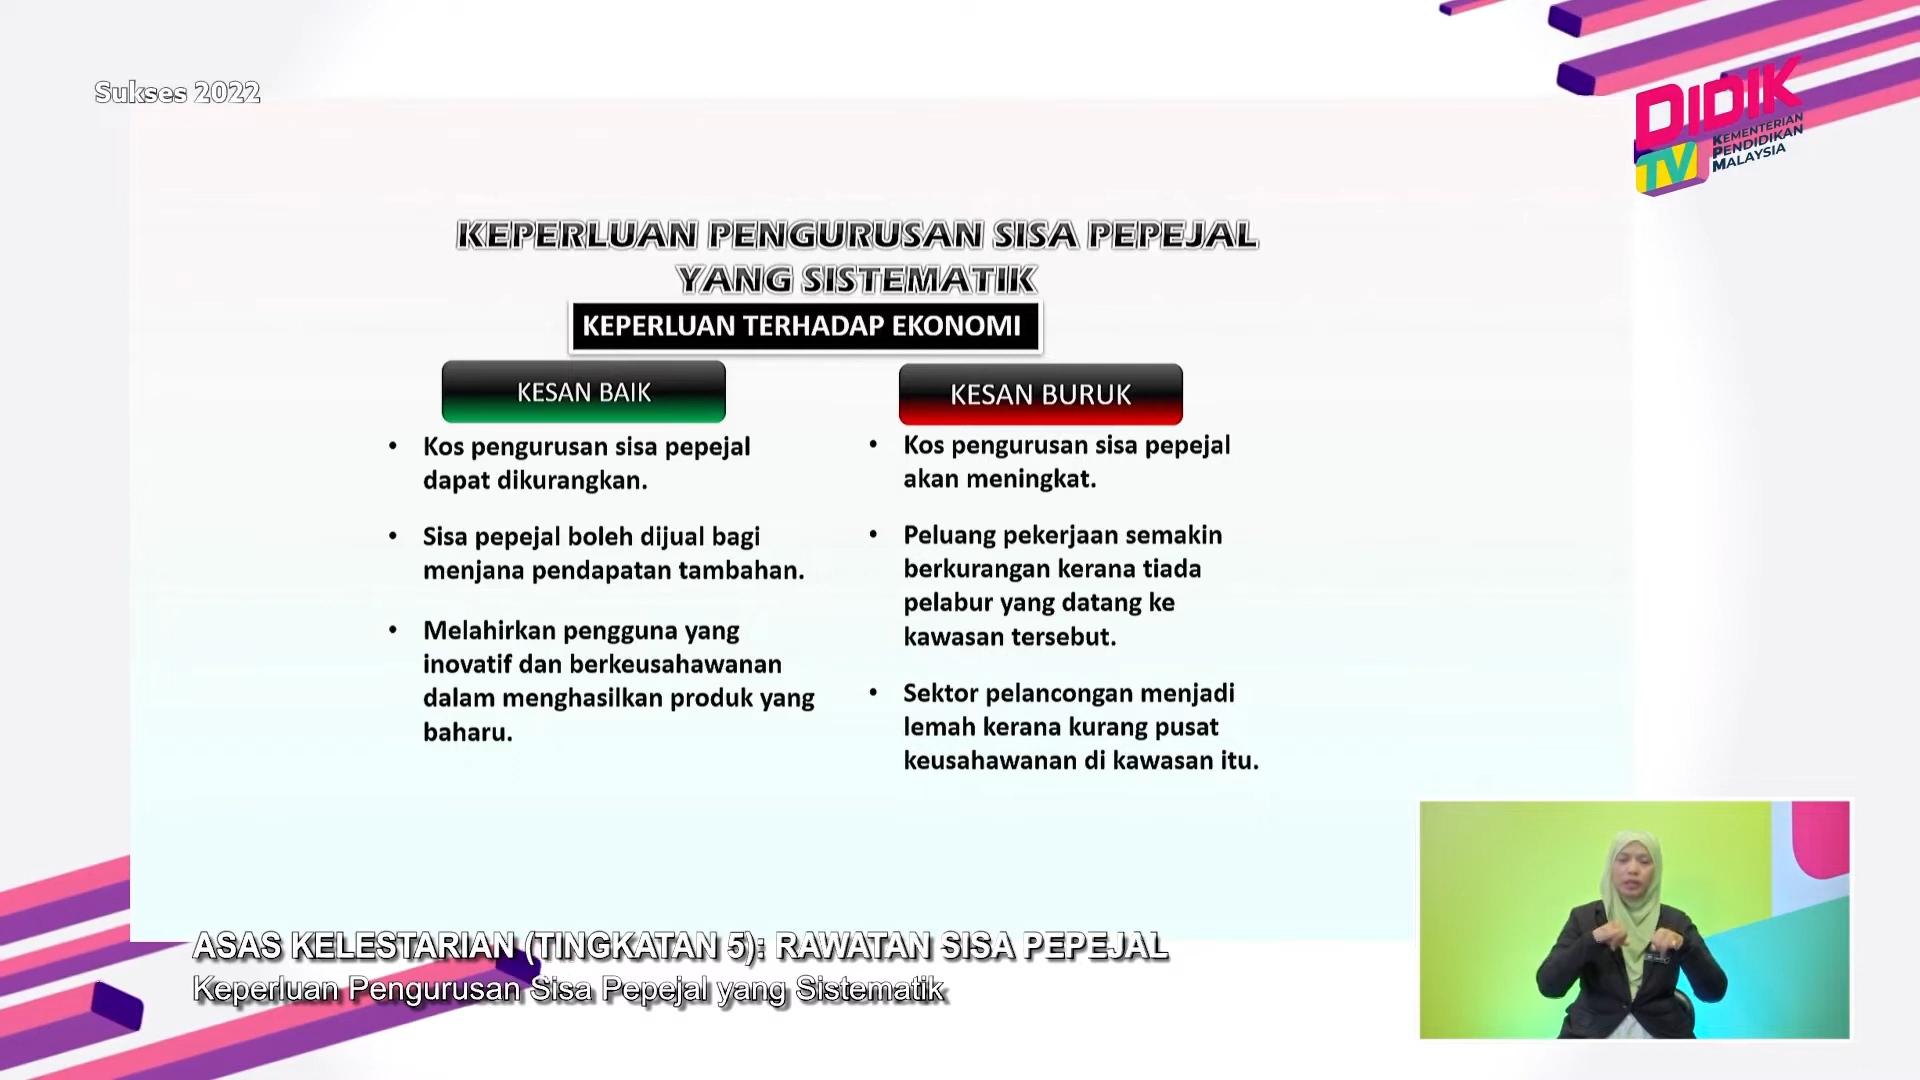 Sukses 2022
DIDIK
TV
KEMENTERIAN
PENDIDIKAN
MALAYSIA
KEPERLUAN PENGURUSAN SISA PEPEJAL
YANG SISTEMATIK
KEPERLUAN TERHADAP EKONOMI
KESAN BAIK
• Kos pengurusan sisa pepejal
dapat dikurangkan.
• Sisa pepejal boleh dijual bagi
menjana pendapatan tambahan.
• Melahirkan pengguna yang
inovatif dan berkeusahawanan
dalam menghasilkan produk yang
baharu.
KESAN BURUK
• Kos pengurusan sisa pepejal
akan meningkat.
• Peluang pekerjaan semakin
berkurangan kerana tiada
pelabur yang datang ke
kawasan tersebut.
• Sektor pelancongan menjadi
lemah kerana kurang pusat
keusahawanan di kawasan itu.
ASAS KELESTARIAN (TINGKATAN 5): RAWATAN SISA PEPEJAL
Keperluan Pengurusan Sisa Pepejal yang Sistematik